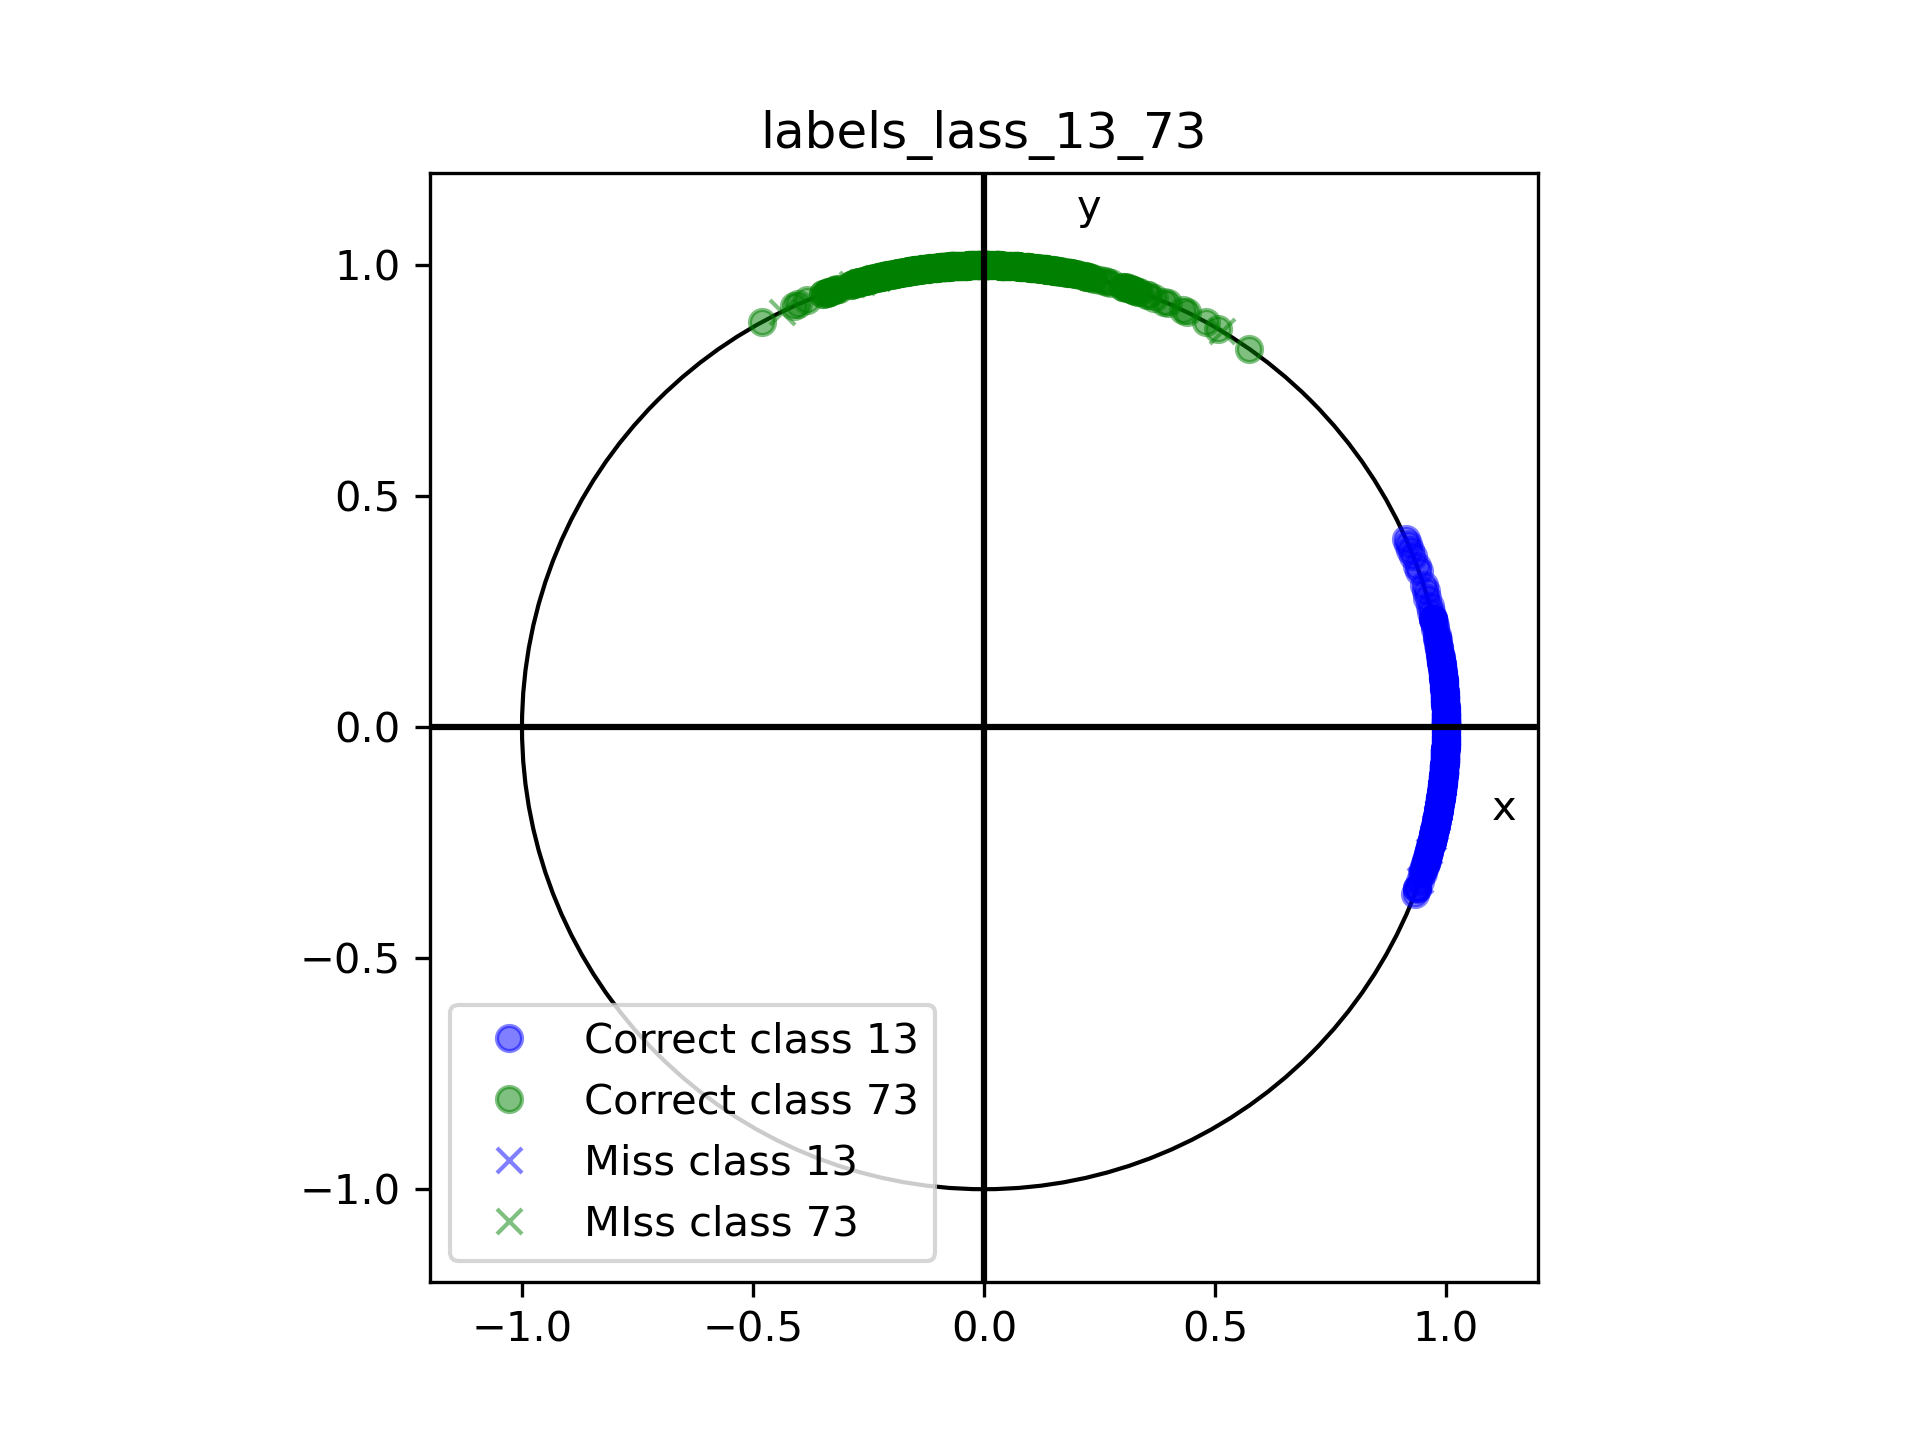 labels_lass_13_73
y
1.0
0.5
0.0
x
−0.5
−1.0
Correct class 13
Correct class 73
Miss class 13
MIss class 73
−1.0 −0.5 0.0 0.5 1.0